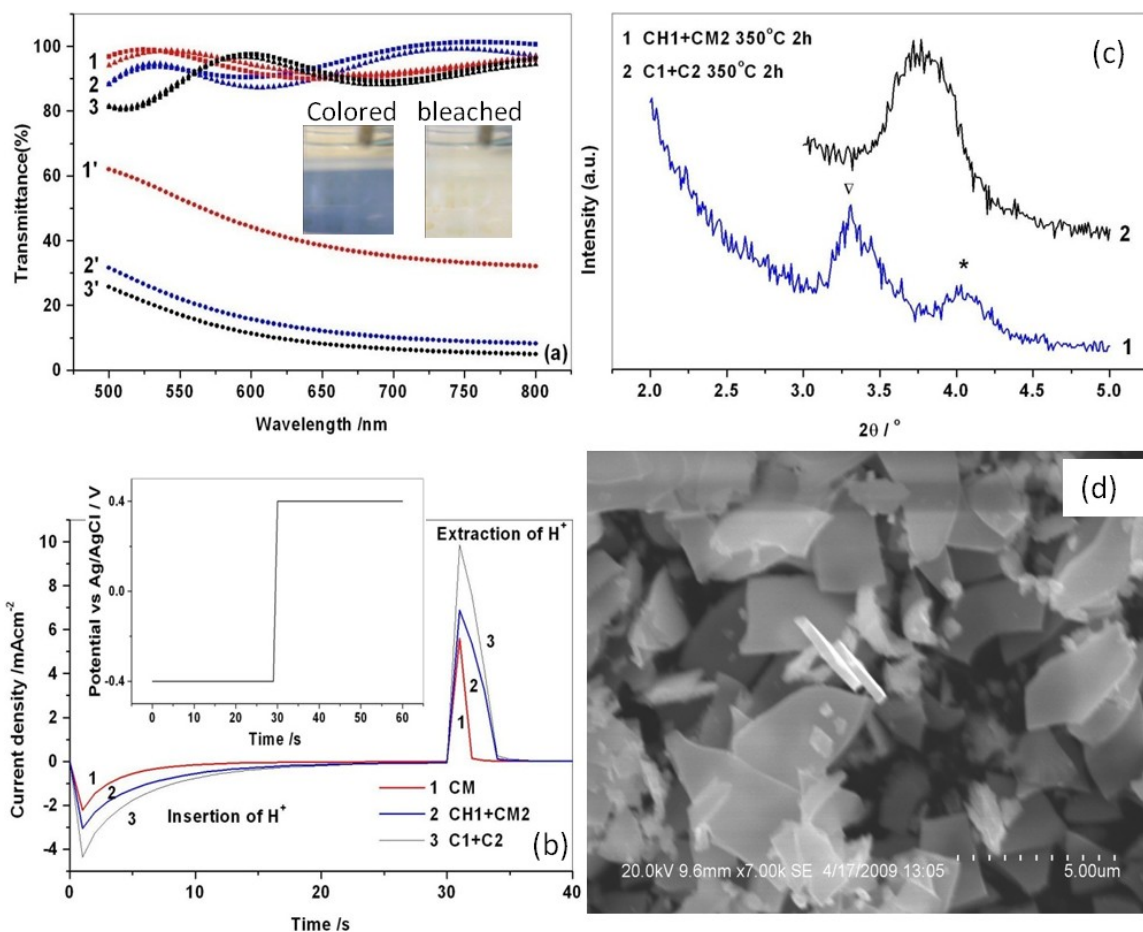 100
80
60
40
20
0
Transmittance(%)
1
2
3
1'
2'
3'
Colored bleached
(a)
500 550 600 650 700 750 800
Wavelength /nm
1 CH1+CM2 350°C 2h
2 C1+C2 350°C 2h
(c)
Intensity (a.u.)
▽
*
2
1
2.0 2.5 3.0 3.5 4.0 4.5 5.0
2θ / °
10
8
6
4
2
0
-2
-4
Current density /mAcm⁻²
Potential vs Ag/AgCl / V
0.4
0.0
-0.4
0 10 20 30 40 50 60
Time /s
Extraction of H⁺
3
2
1
1
2
3
Insertion of H⁺
1 CM
2 CH1+CM2
3 C1+C2
(b)
0 10 20 30 40
Time /s
(d)
20.0kV 9.6mm x7.00k SE 4/17/2009 13:05 5.00um